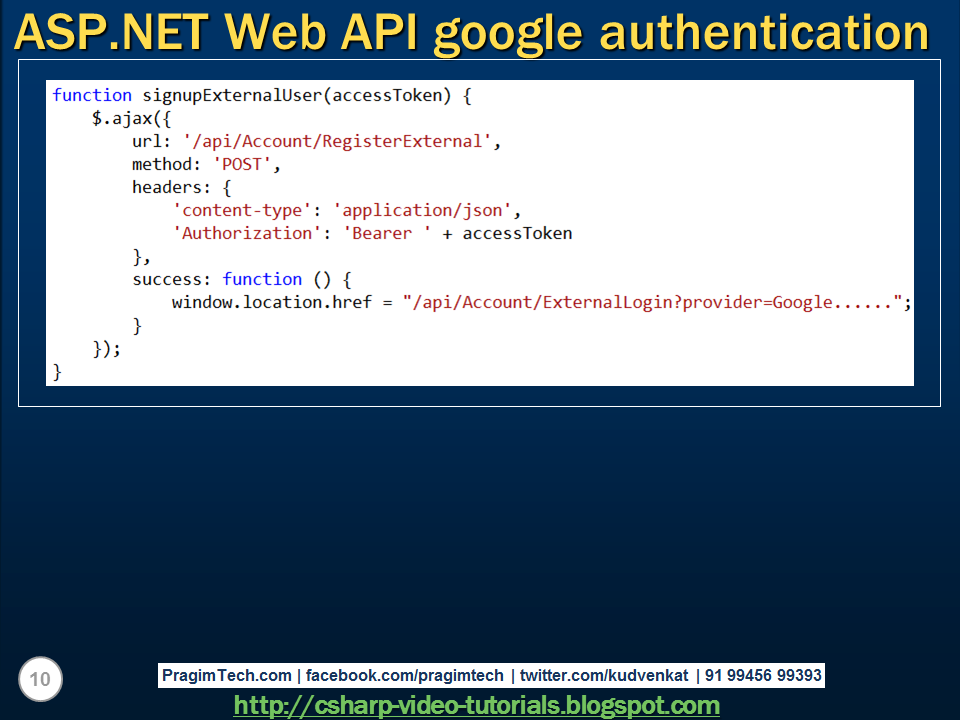 ASP.NET Web API google authentication
function signupExternalUser(accessToken) {
    $.ajax({
        url: '/api/Account/RegisterExternal',
        method: 'POST',
        headers: {
            'content-type': 'application/json',
            'Authorization': 'Bearer ' + accessToken
        },
        success: function () {
            window.location.href = "/api/Account/ExternalLogin?provider=Google......";
        }
    });
}
10
PragimTech.com | facebook.com/pragimtech | twitter.com/kudvenkat | 91 99456 99393
http://csharp-video-tutorials.blogspot.com